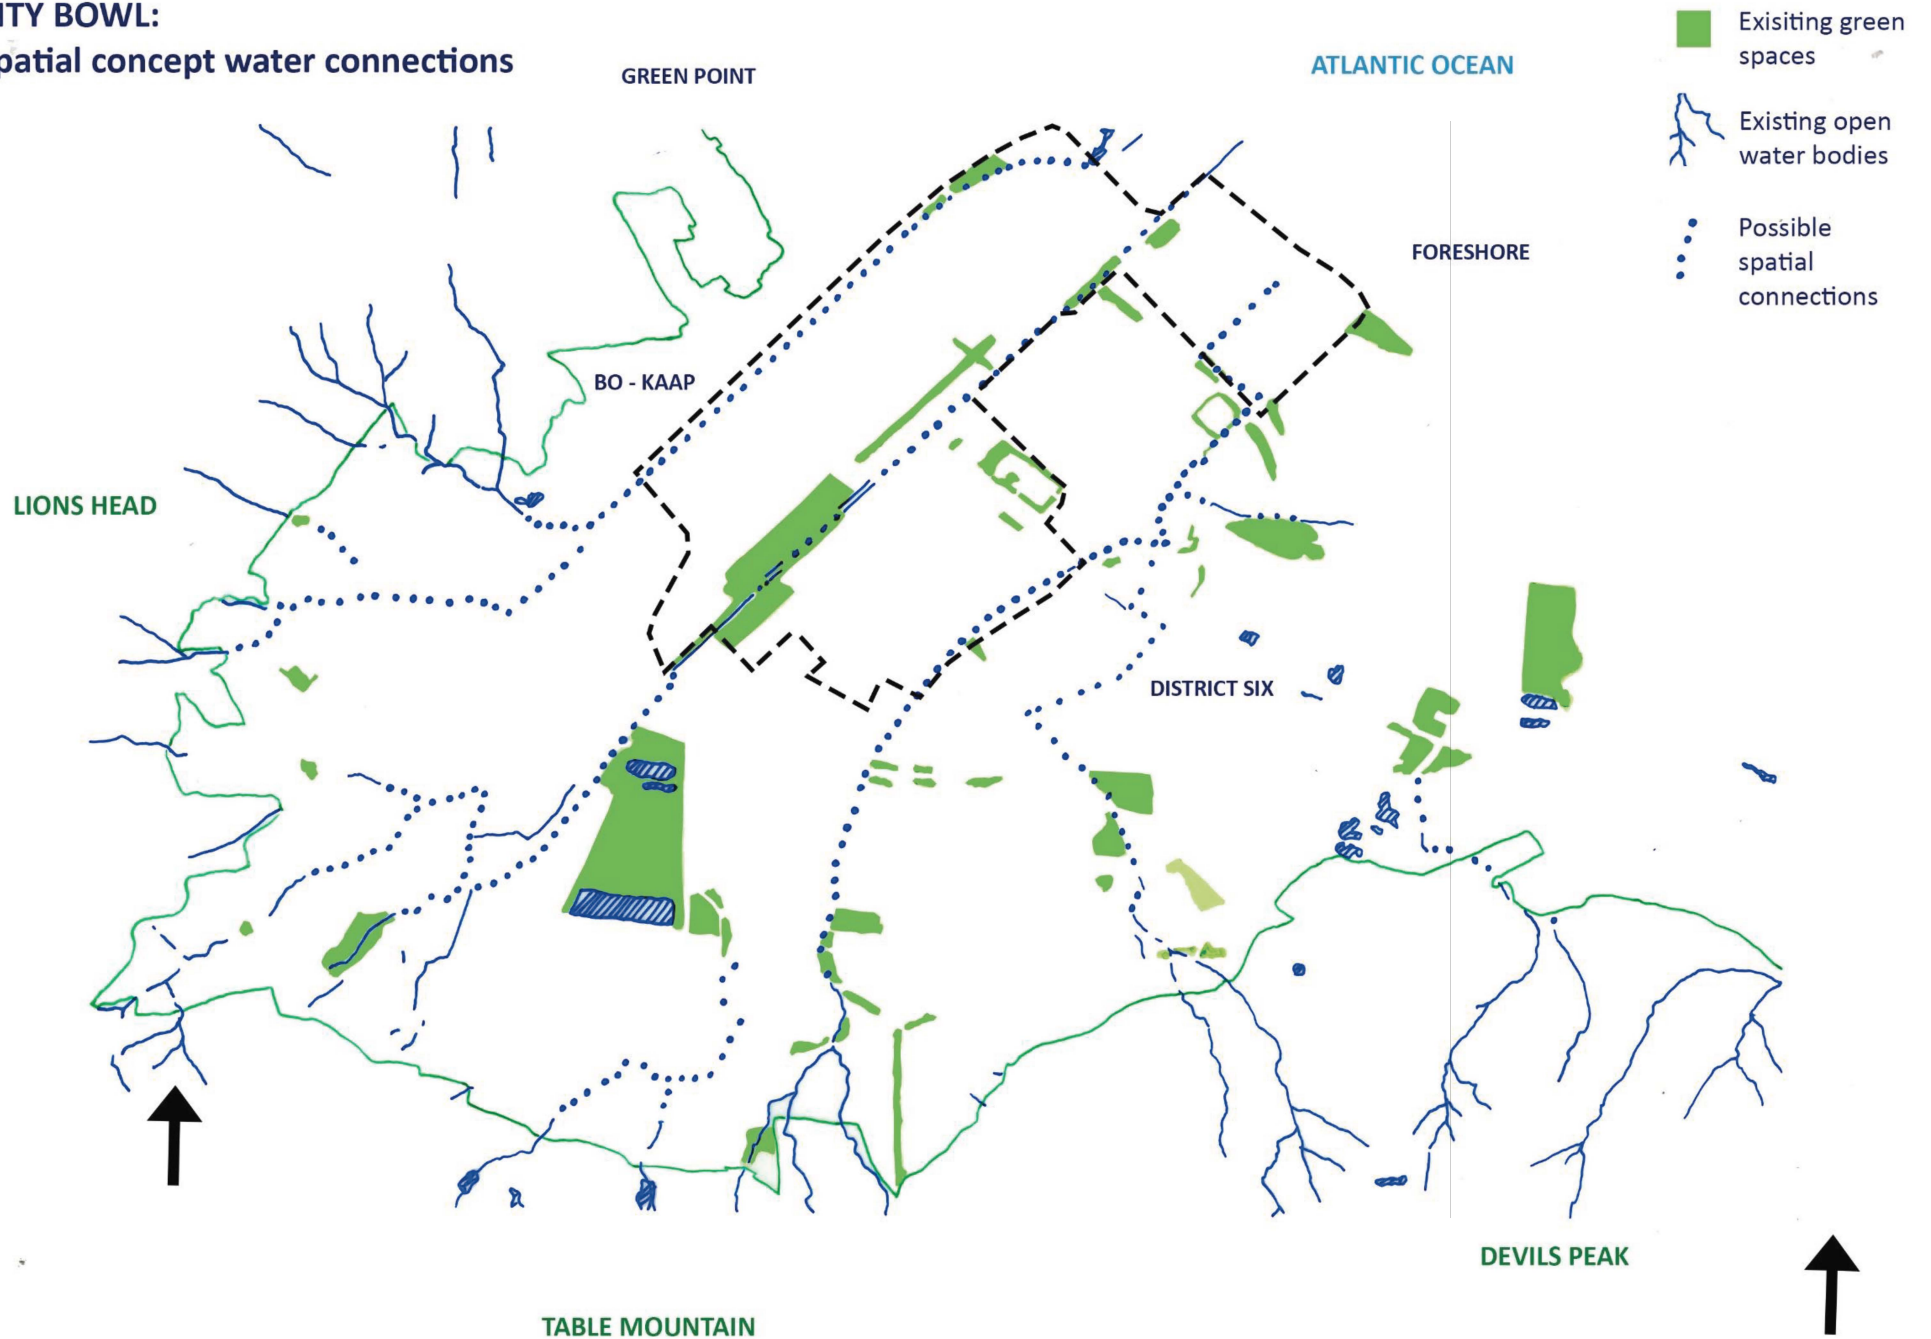 ITY BOWL:
patial concept water connections
GREEN POINT
ATLANTIC OCEAN
Exisiting green
spaces
Existing open
water bodies
Possible
spatial
connections
FORESHORE
BO - KAAP
LIONS HEAD
DISTRICT SIX
DEVILS PEAK
TABLE MOUNTAIN